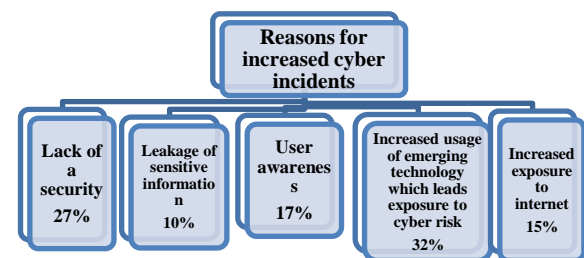 Reasons for
increased cyber
incidents
Lack of
a
security
27%
Leakage of
sensitive
informatio
n
10%
User
awarenes
s
17%
Increased usage
of emerging
technology
which leads
exposure to
cyber risk
32%
Increased
exposure
to
internet
15%